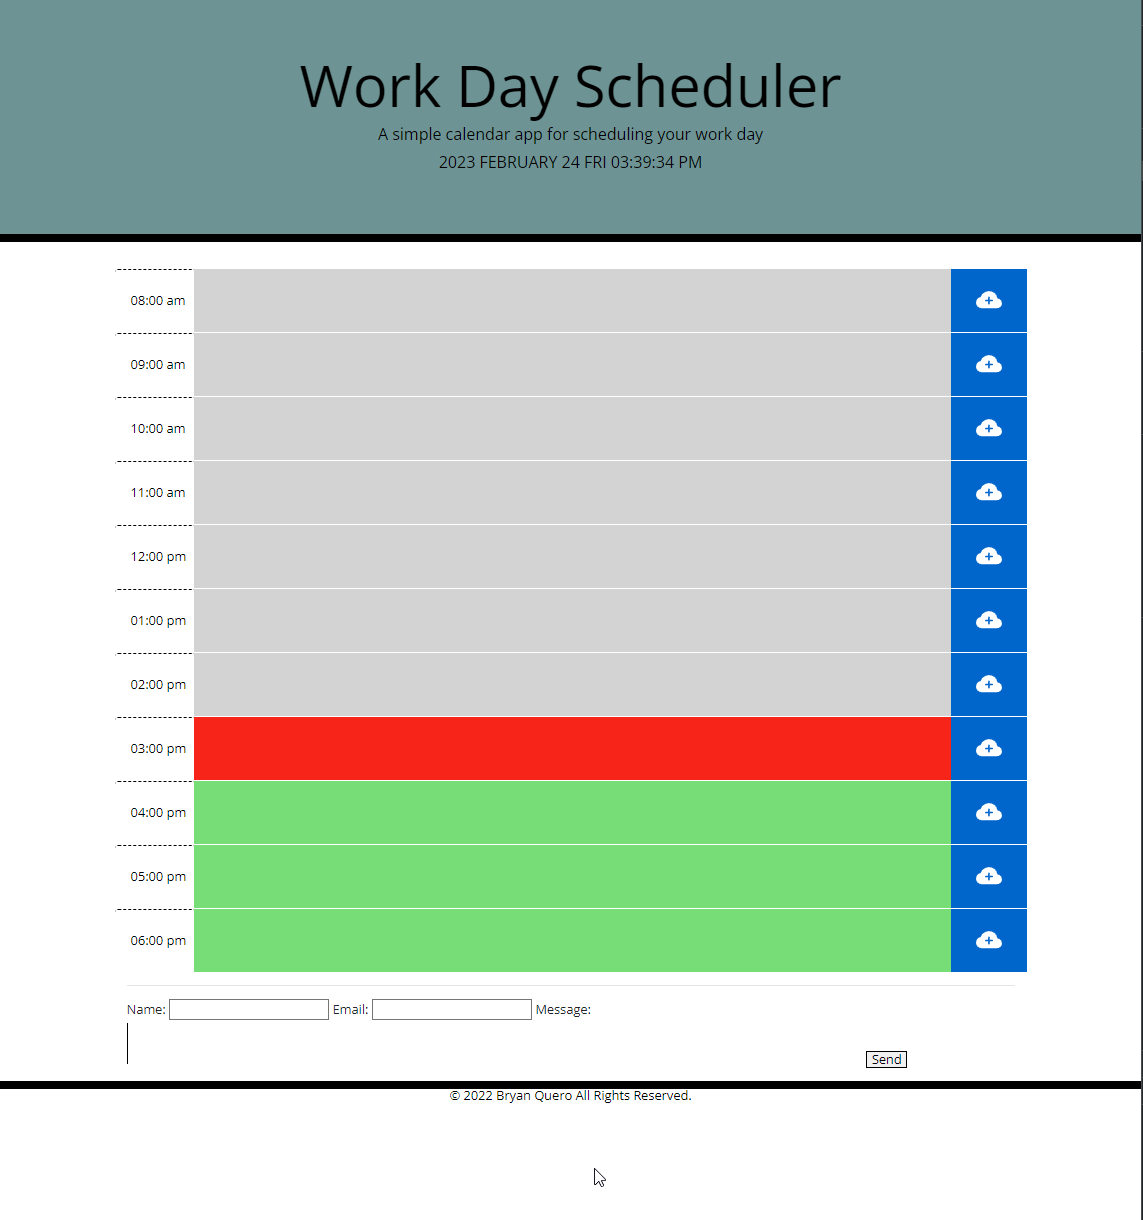 Work Day Scheduler
A simple calendar app for scheduling your work day
2023 FEBRUARY 24 FRI 03:39:34 PM
08:00 am
09:00 am
10:00 am
11:00 am
12:00 pm
01:00 pm
02:00 pm
03:00 pm
04:00 pm
05:00 pm
06:00 pm
Name: Email: Message:
Send
© 2022 Bryan Quero All Rights Reserved.